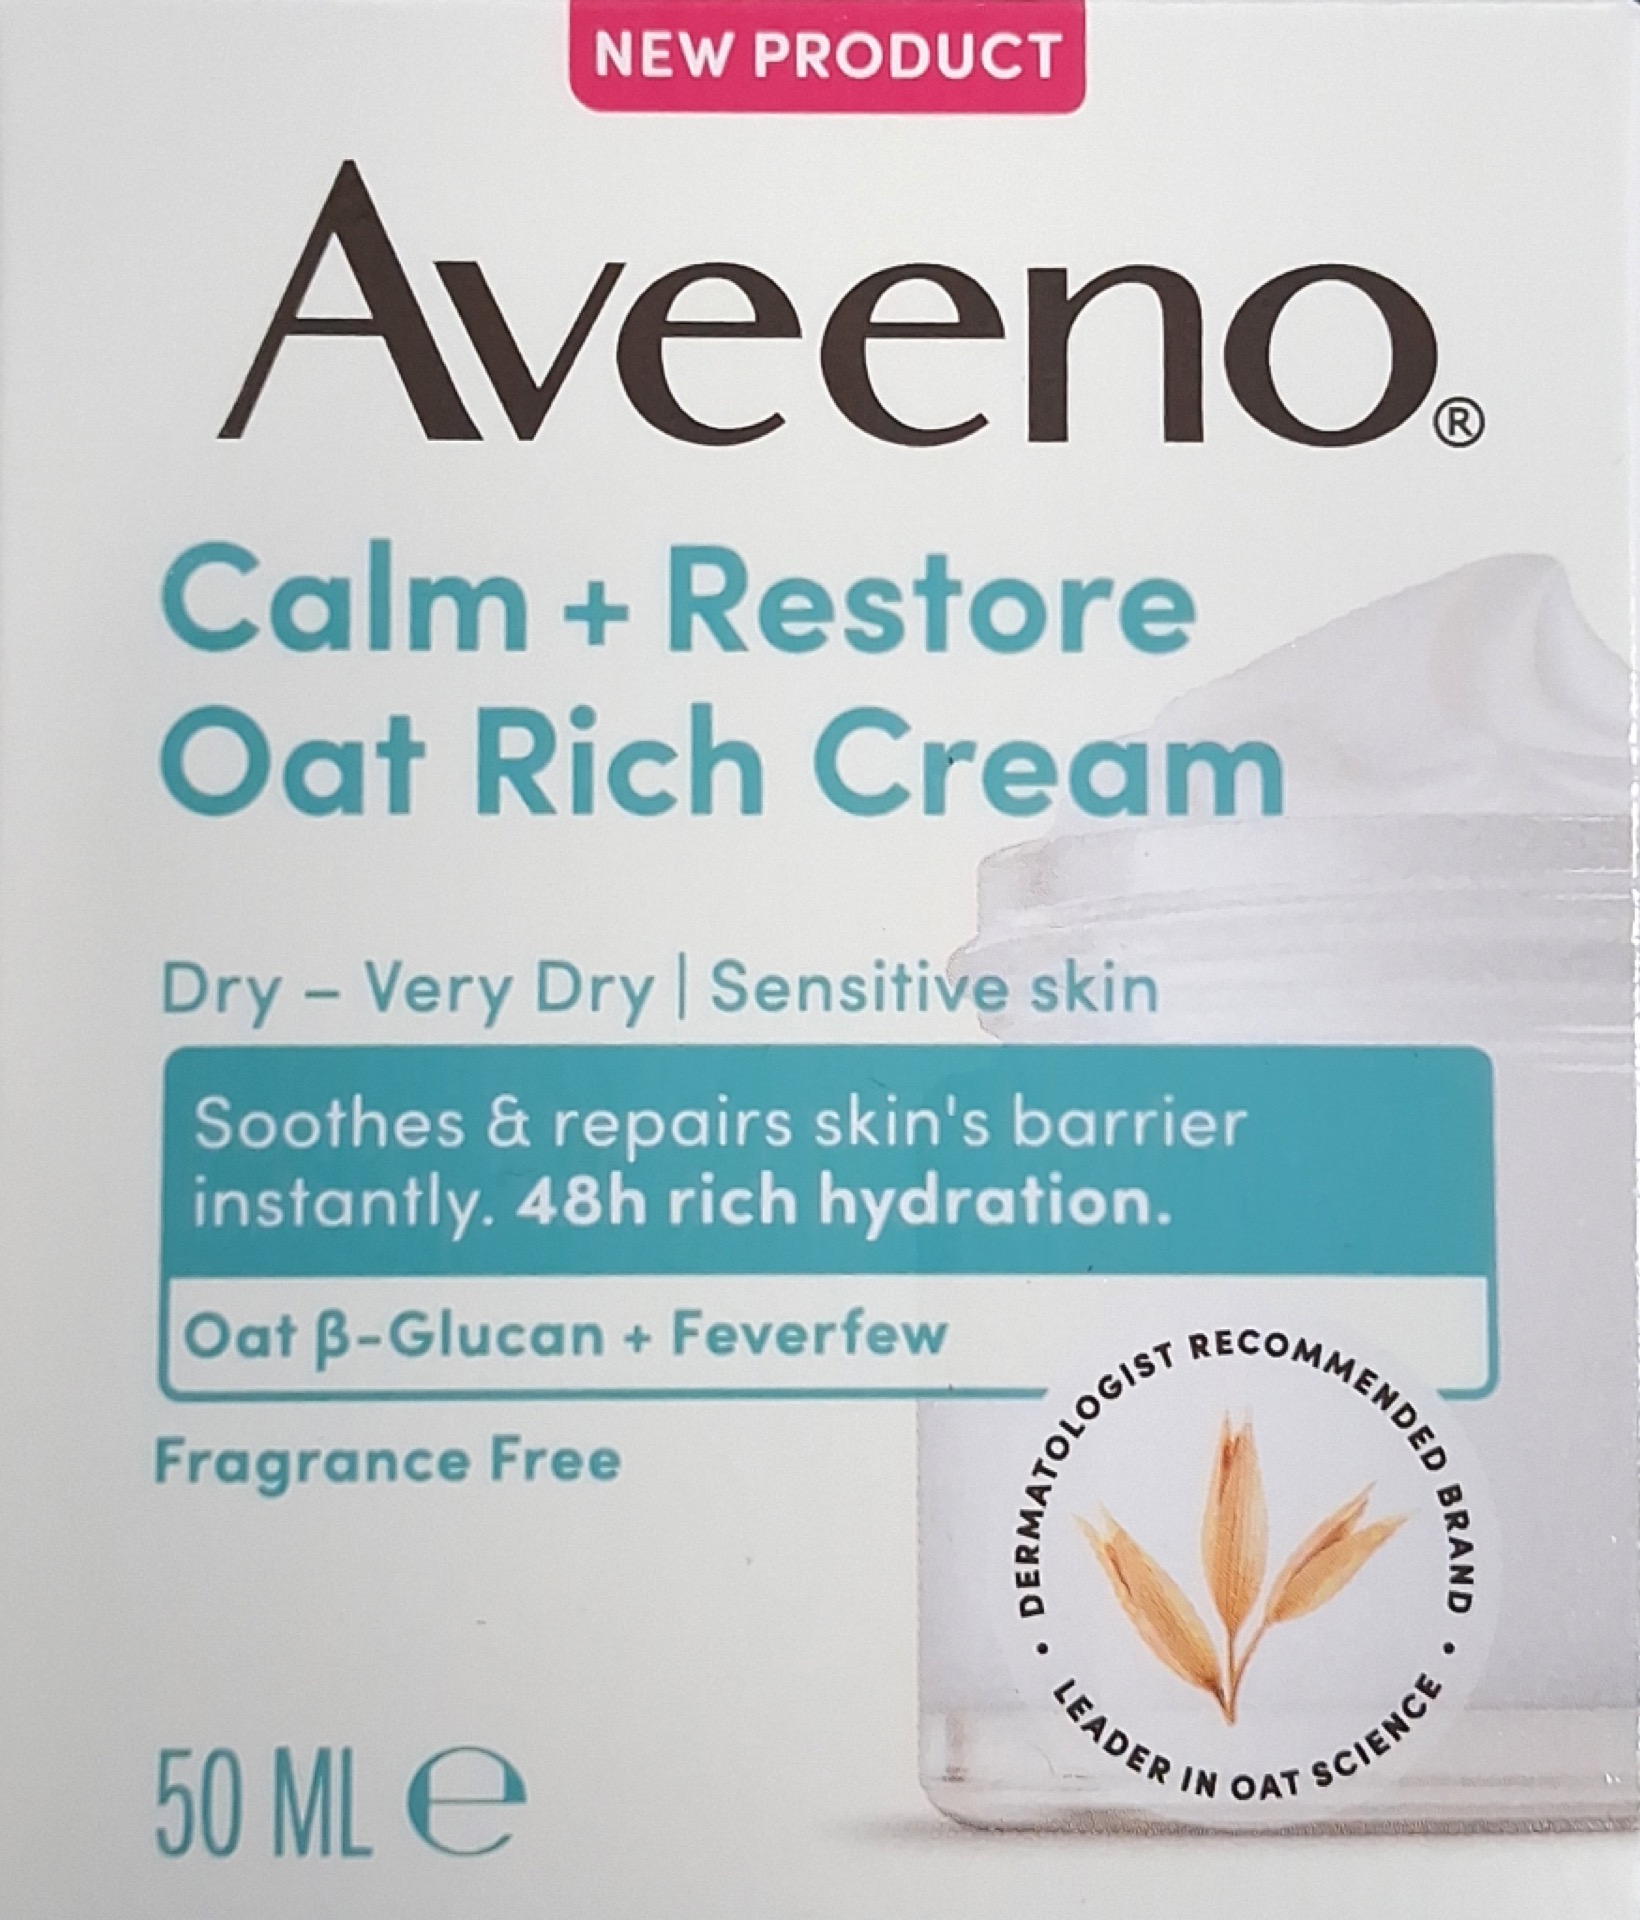 NEW PRODUCT
Aveeno®
Calm + Restore
Oat Rich Cream
Dry – Very Dry | Sensitive skin
Soothes & repairs skin's barrier
instantly. 48h rich hydration.
Oat β-Glucan + Feverfew
Fragrance Free
• DERMATOLOGIST RECOMMENDED BRAND •
LEADER IN OAT SCIENCE
50 ML ℮